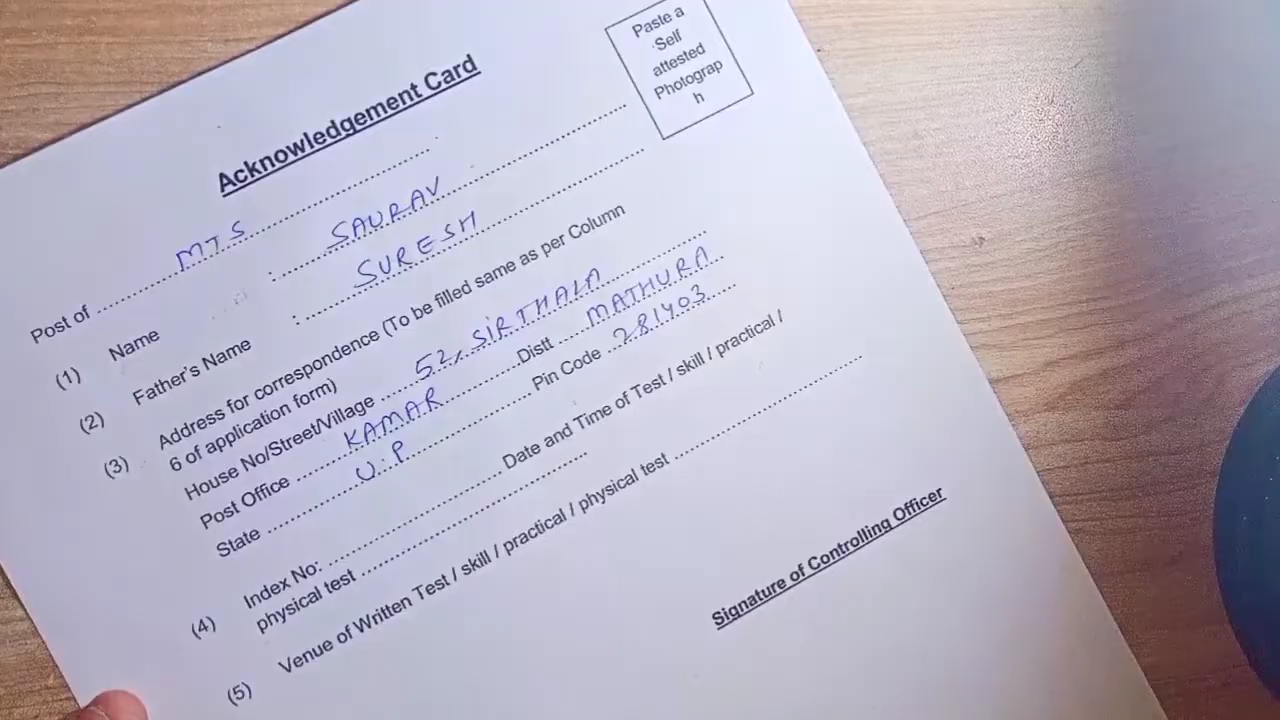 Acknowledgement Card
Paste a
Self
attested
Photograp
h
Post of ........ MTS ........
(1) Name : SAURAV
(2) Father's Name : SURESH
(3) Address for correspondence (To be filled same as per Column
6 of application form)
House No/Street/Village ..... 52, SIRTHALA .....
Post Office ..... KAMAR ..... Distt ..... MATHURA..
State ..... U.P ..... Pin Code ..281403.....
(4) Index No: ........ Date and Time of Test / skill / practical /
physical test ........
(5) Venue of Written Test / skill / practical / physical test ........
Signature of Controlling Officer